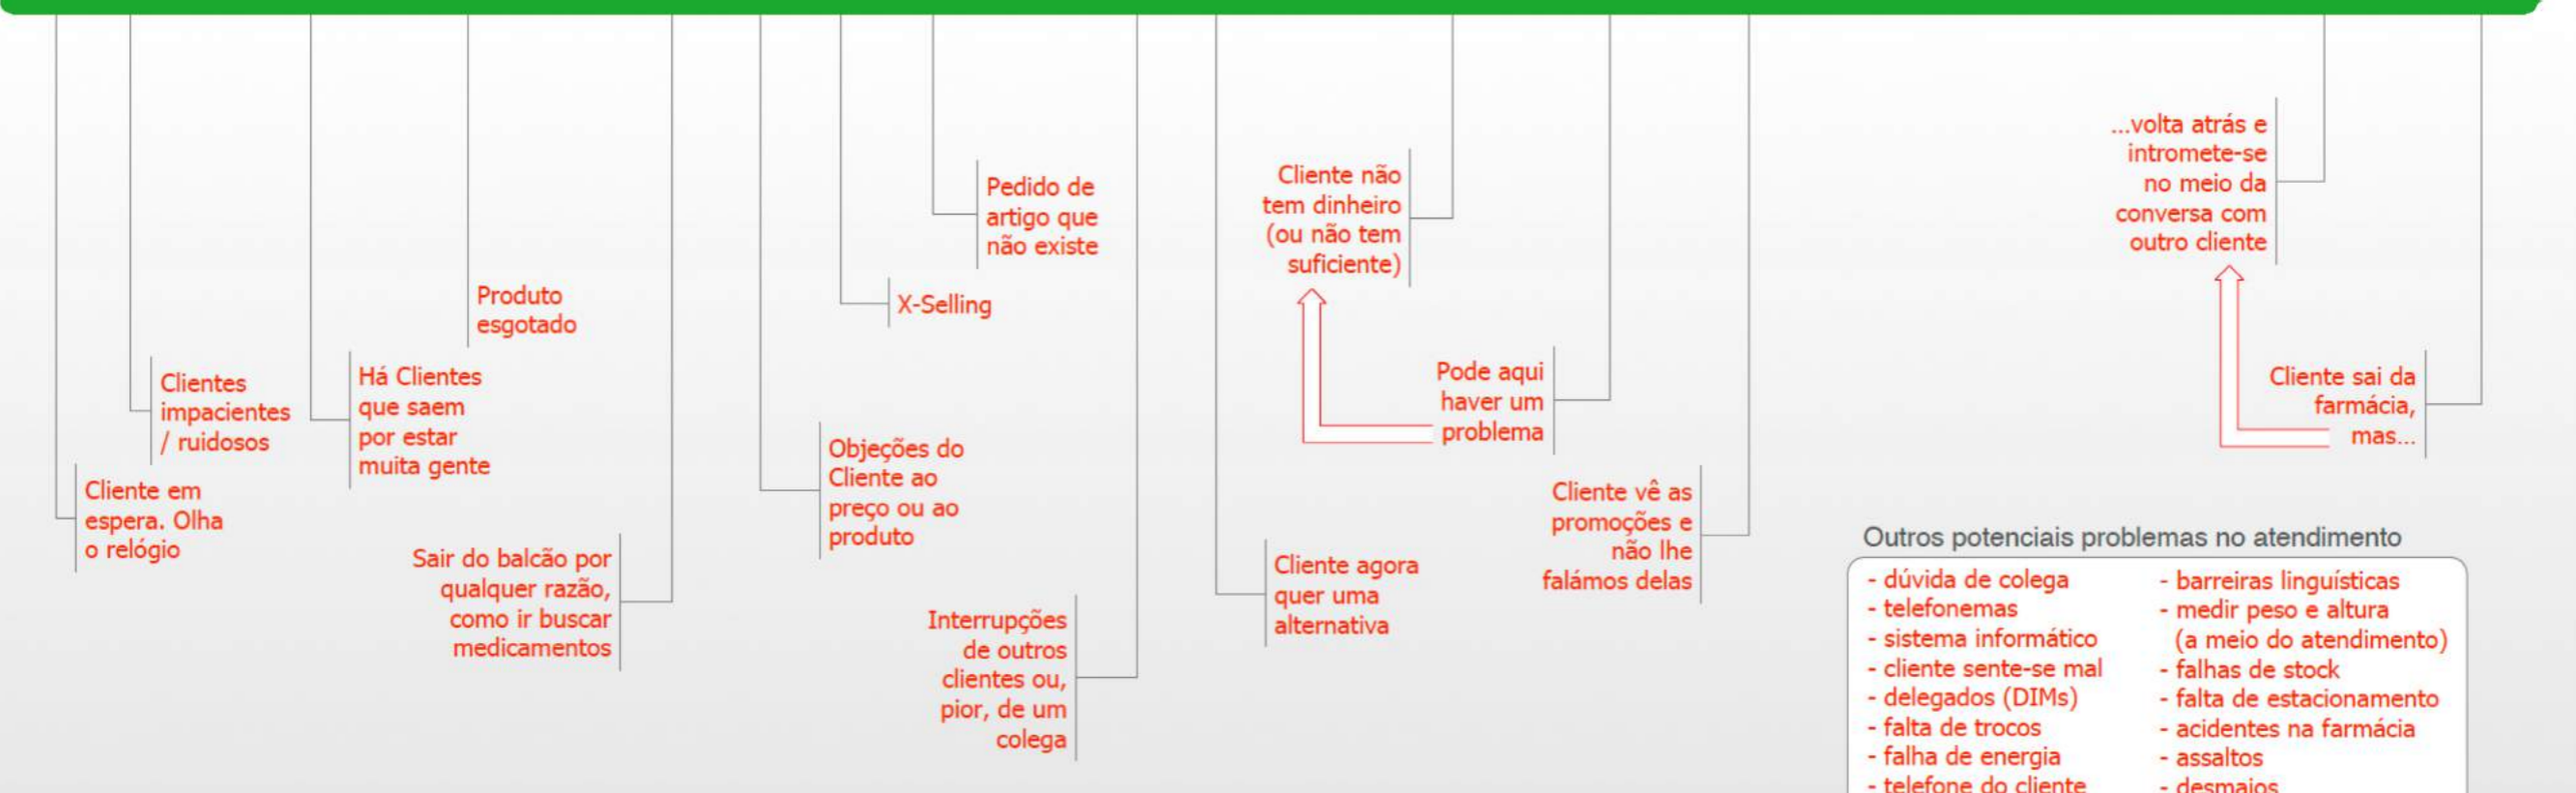 Cliente em
espera. Olha
o relógio
Clientes
impacientes
/ ruidosos
Há Clientes
que saem
por estar
muita gente
Produto
esgotado
Sair do balcão por
qualquer razão,
como ir buscar
medicamentos
Objeções do
Cliente ao
preço ou ao
produto
X-Selling
Pedido de
artigo que
não existe
Interrupções
de outros
clientes ou,
pior, de um
colega
Cliente agora
quer uma
alternativa
Cliente não
tem dinheiro
(ou não tem
suficiente)
Pode aqui
haver um
problema
Cliente vê as
promoções e
não lhe
falámos delas
...volta atrás e
intromete-se
no meio da
conversa com
outro cliente
Cliente sai da
farmácia,
mas...
Outros potenciais problemas no atendimento
- dúvida de colega
- telefonemas
- sistema informático
- cliente sente-se mal
- delegados (DIMs)
- falta de trocos
- falha de energia
- telefone do cliente
- barreiras linguísticas
- medir peso e altura
(a meio do atendimento)
- falhas de stock
- falta de estacionamento
- acidentes na farmácia
- assaltos
- desmaios